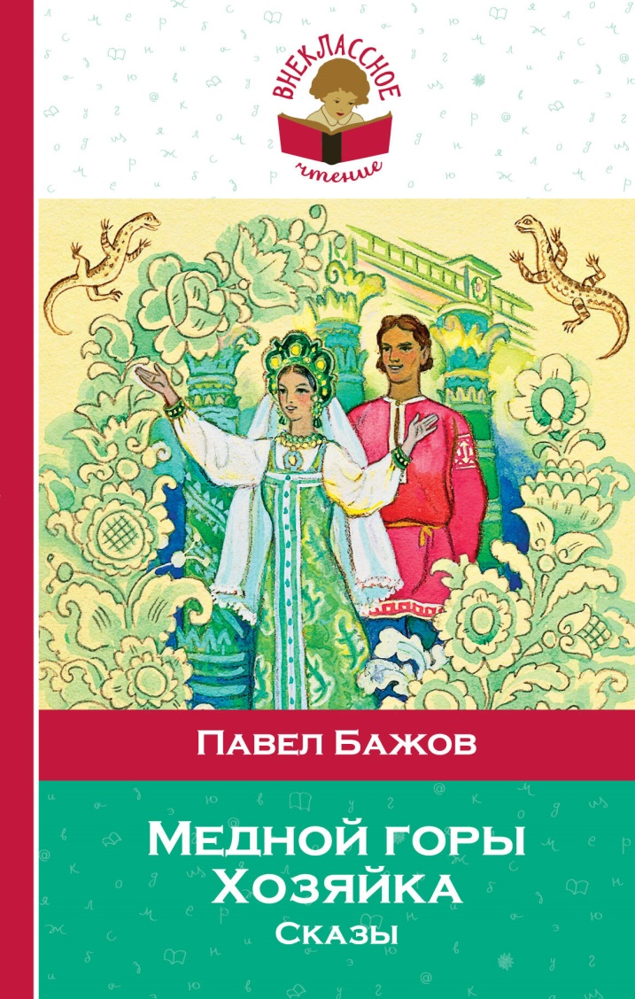 ВНЕКЛАССНОЕ
чтение
ПАВЕЛ БАЖОВ
МЕДНОЙ ГОРЫ
ХОЗЯЙКА
СКАЗЫ